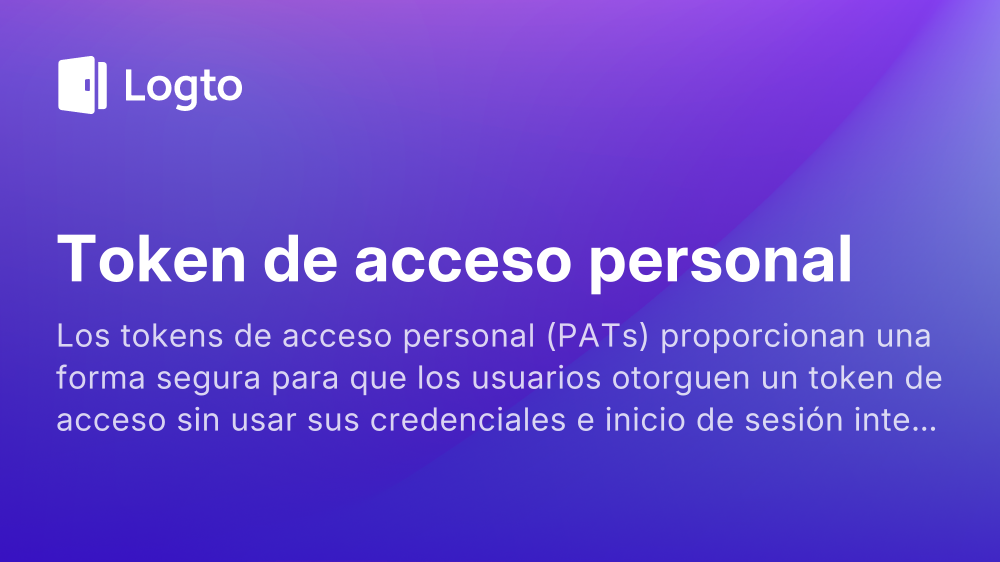 Logto
Token de acceso personal
Los tokens de acceso personal (PATs) proporcionan una
forma segura para que los usuarios otorguen un token de
acceso sin usar sus credenciales e inicio de sesión inte...